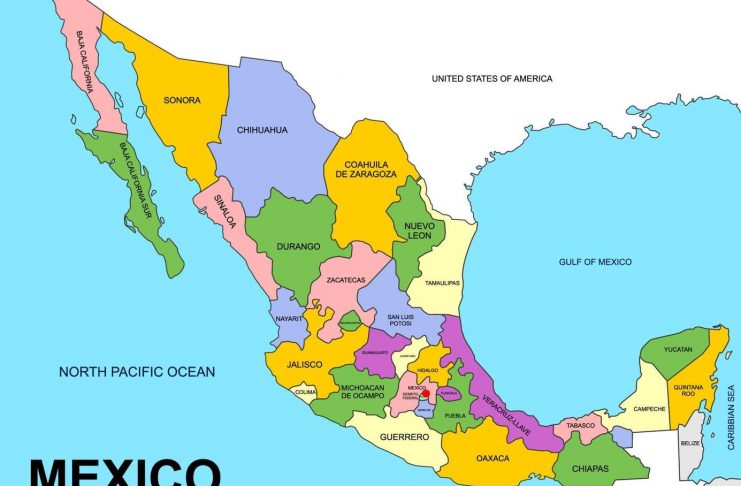 UNITED STATES OF AMERICA
BAJA CALIFORNIA
SONORA
CHIHUAHUA
COAHUILA
DE ZARAGOZA
BAJA CALIFORNIA SUR
SINALOA
DURANGO
NUEVO
LEON
GULF OF MEXICO
ZACATECAS
TAMAULIPAS
NAYARIT
SAN LUIS
POTOSI
GUANAJUATO
YUCATAN
JALISCO
HIDALGO
NORTH PACIFIC OCEAN
MICHOACAN
DE OCAMPO
MEXICO
DISTRITO
FEDERAL
TLAXCALA
COLIMA
QUINTANA
ROO
VERACRUZ-LLAVE
CAMPECHE
CARIBBEAN SEA
PUEBLA
TABASCO
GUERRERO
BELIZE
OAXACA
CHIAPAS
MEXICO